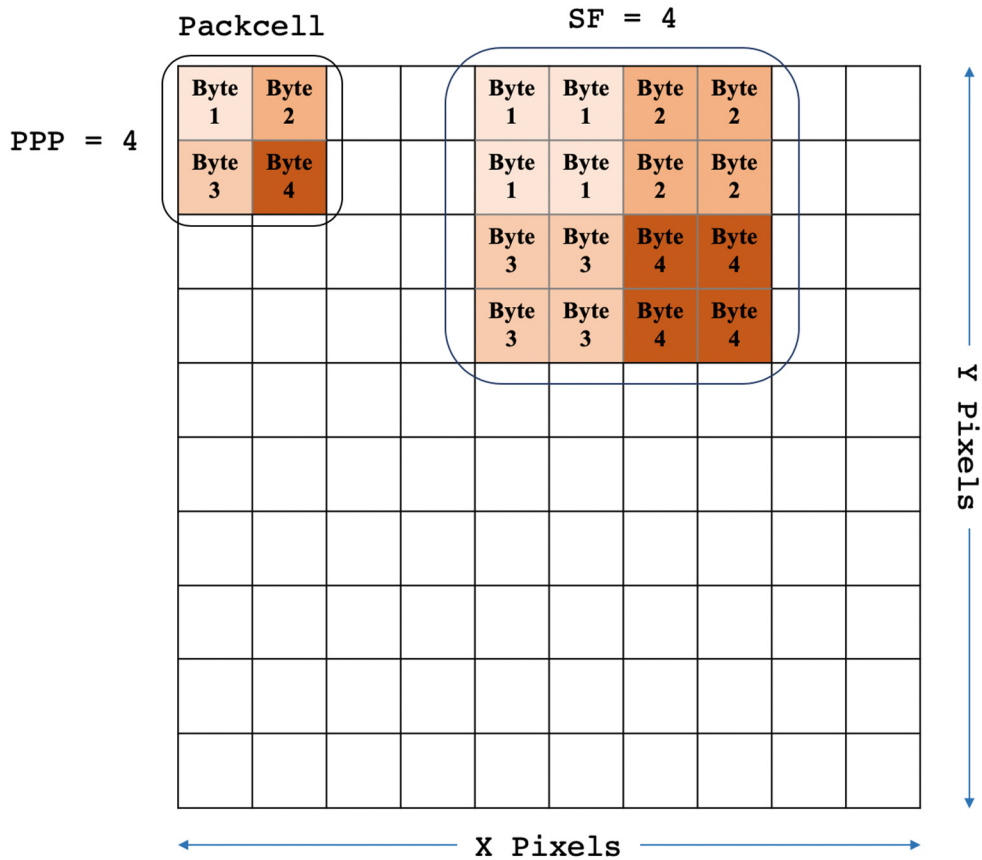 Packcell
SF = 4
Byte Byte Byte Byte Byte Byte
1 2 1 1 2 2
PPP = 4
Byte Byte Byte Byte Byte Byte
3 4 1 1 2 2
Byte Byte Byte Byte
3 3 4 4
Byte Byte Byte Byte
3 3 4 4
Y Pixels
X Pixels